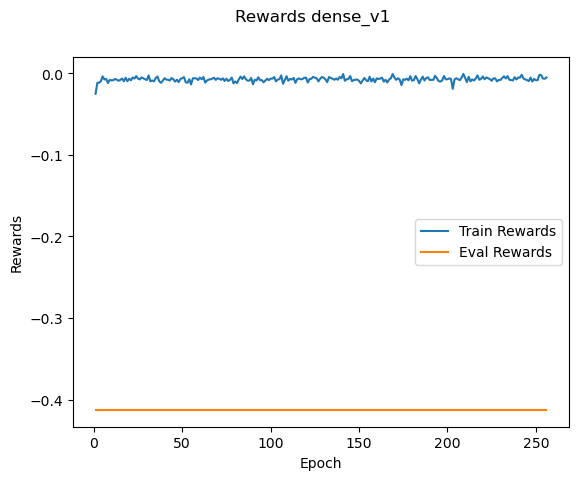 Rewards dense_v1
0.0
−0.1
−0.2
−0.3
−0.4
Rewards
Train Rewards
Eval Rewards
0
50
100
150
200
250
Epoch